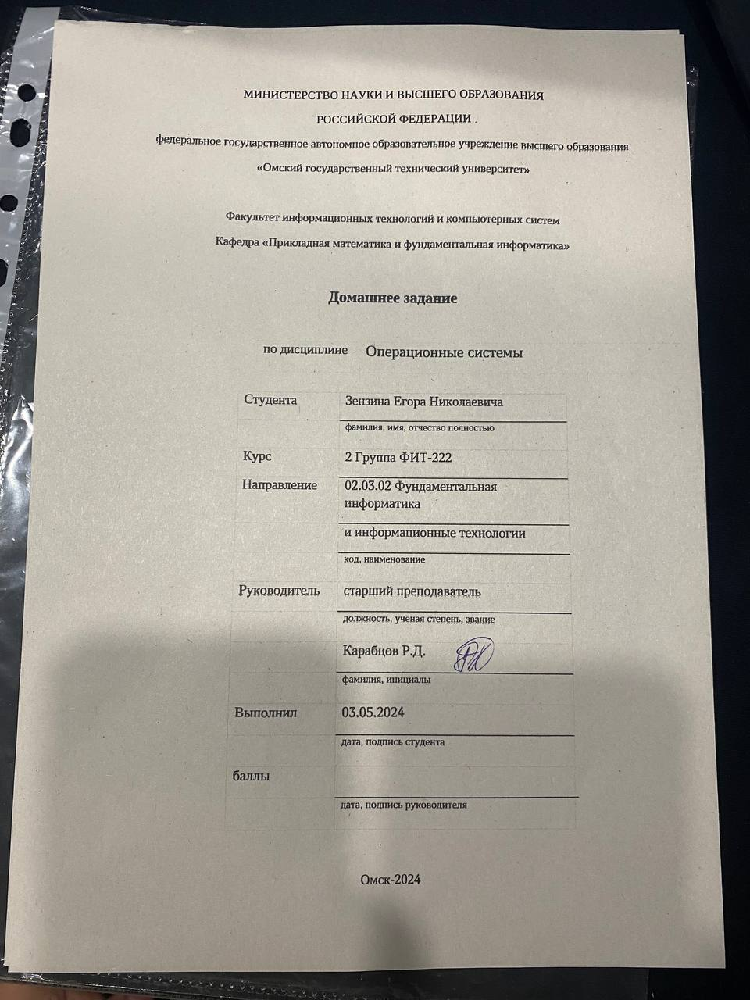 МИНИСТЕРСТВО НАУКИ И ВЫСШЕГО ОБРАЗОВАНИЯ
РОССИЙСКОЙ ФЕДЕРАЦИИ .
федеральное государственное автономное образовательное учреждение высшего образования
«Омский государственный технический университет»
Факультет информационных технологий и компьютерных систем
Кафедра «Прикладная математика и фундаментальная информатика»
Домашнее задание
по дисциплине Операционные системы
Студента Зензина Егора Николаевича
фамилия, имя, отчество полностью
Курс 2 Группа ФИТ-222
Направление 02.03.02 Фундаментальная
информатика
и информационные технологии
код, наименование
Руководитель старший преподаватель
должность, ученая степень, звание
Карабцов Р.Д.
фамилия, инициалы
Выполнил 03.05.2024
дата, подпись студента
баллы
дата, подпись руководителя
Омск-2024